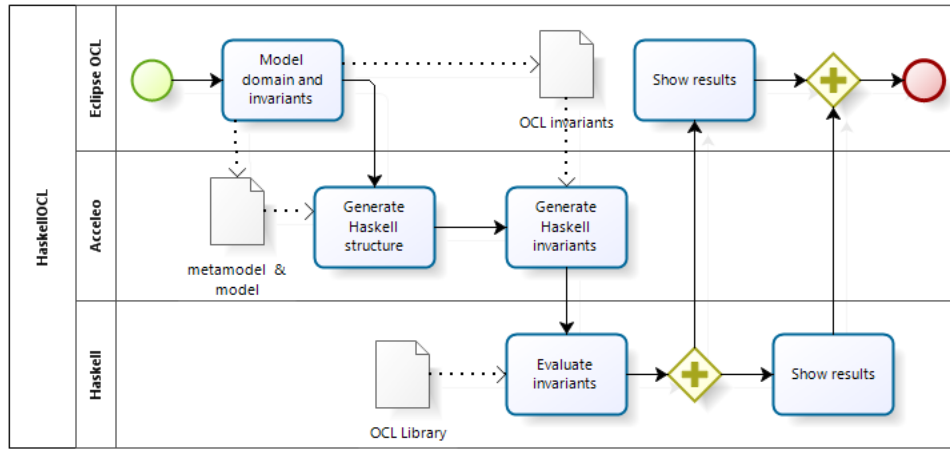 HaskellOCL
Eclipse OCL
Model
domain and
invariants
OCL invariants
Show results
Acceleo
metamodel &
model
Generate
Haskell
structure
Generate
Haskell
invariants
Haskell
OCL Library
Evaluate
invariants
Show results